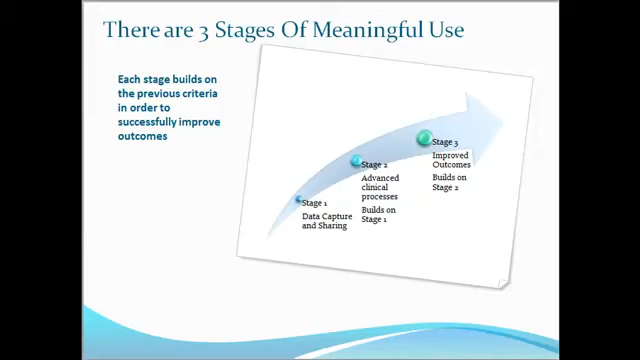 There are 3 Stages Of Meaningful Use
Each stage builds on
the previous criteria
in order to
successfully improve
outcomes
Stage 1
Data Capture
and Sharing
Stage 2
Advanced
clinical
processes
Builds on
Stage 1
Stage 3
Improved
Outcomes
Builds on
Stage 2